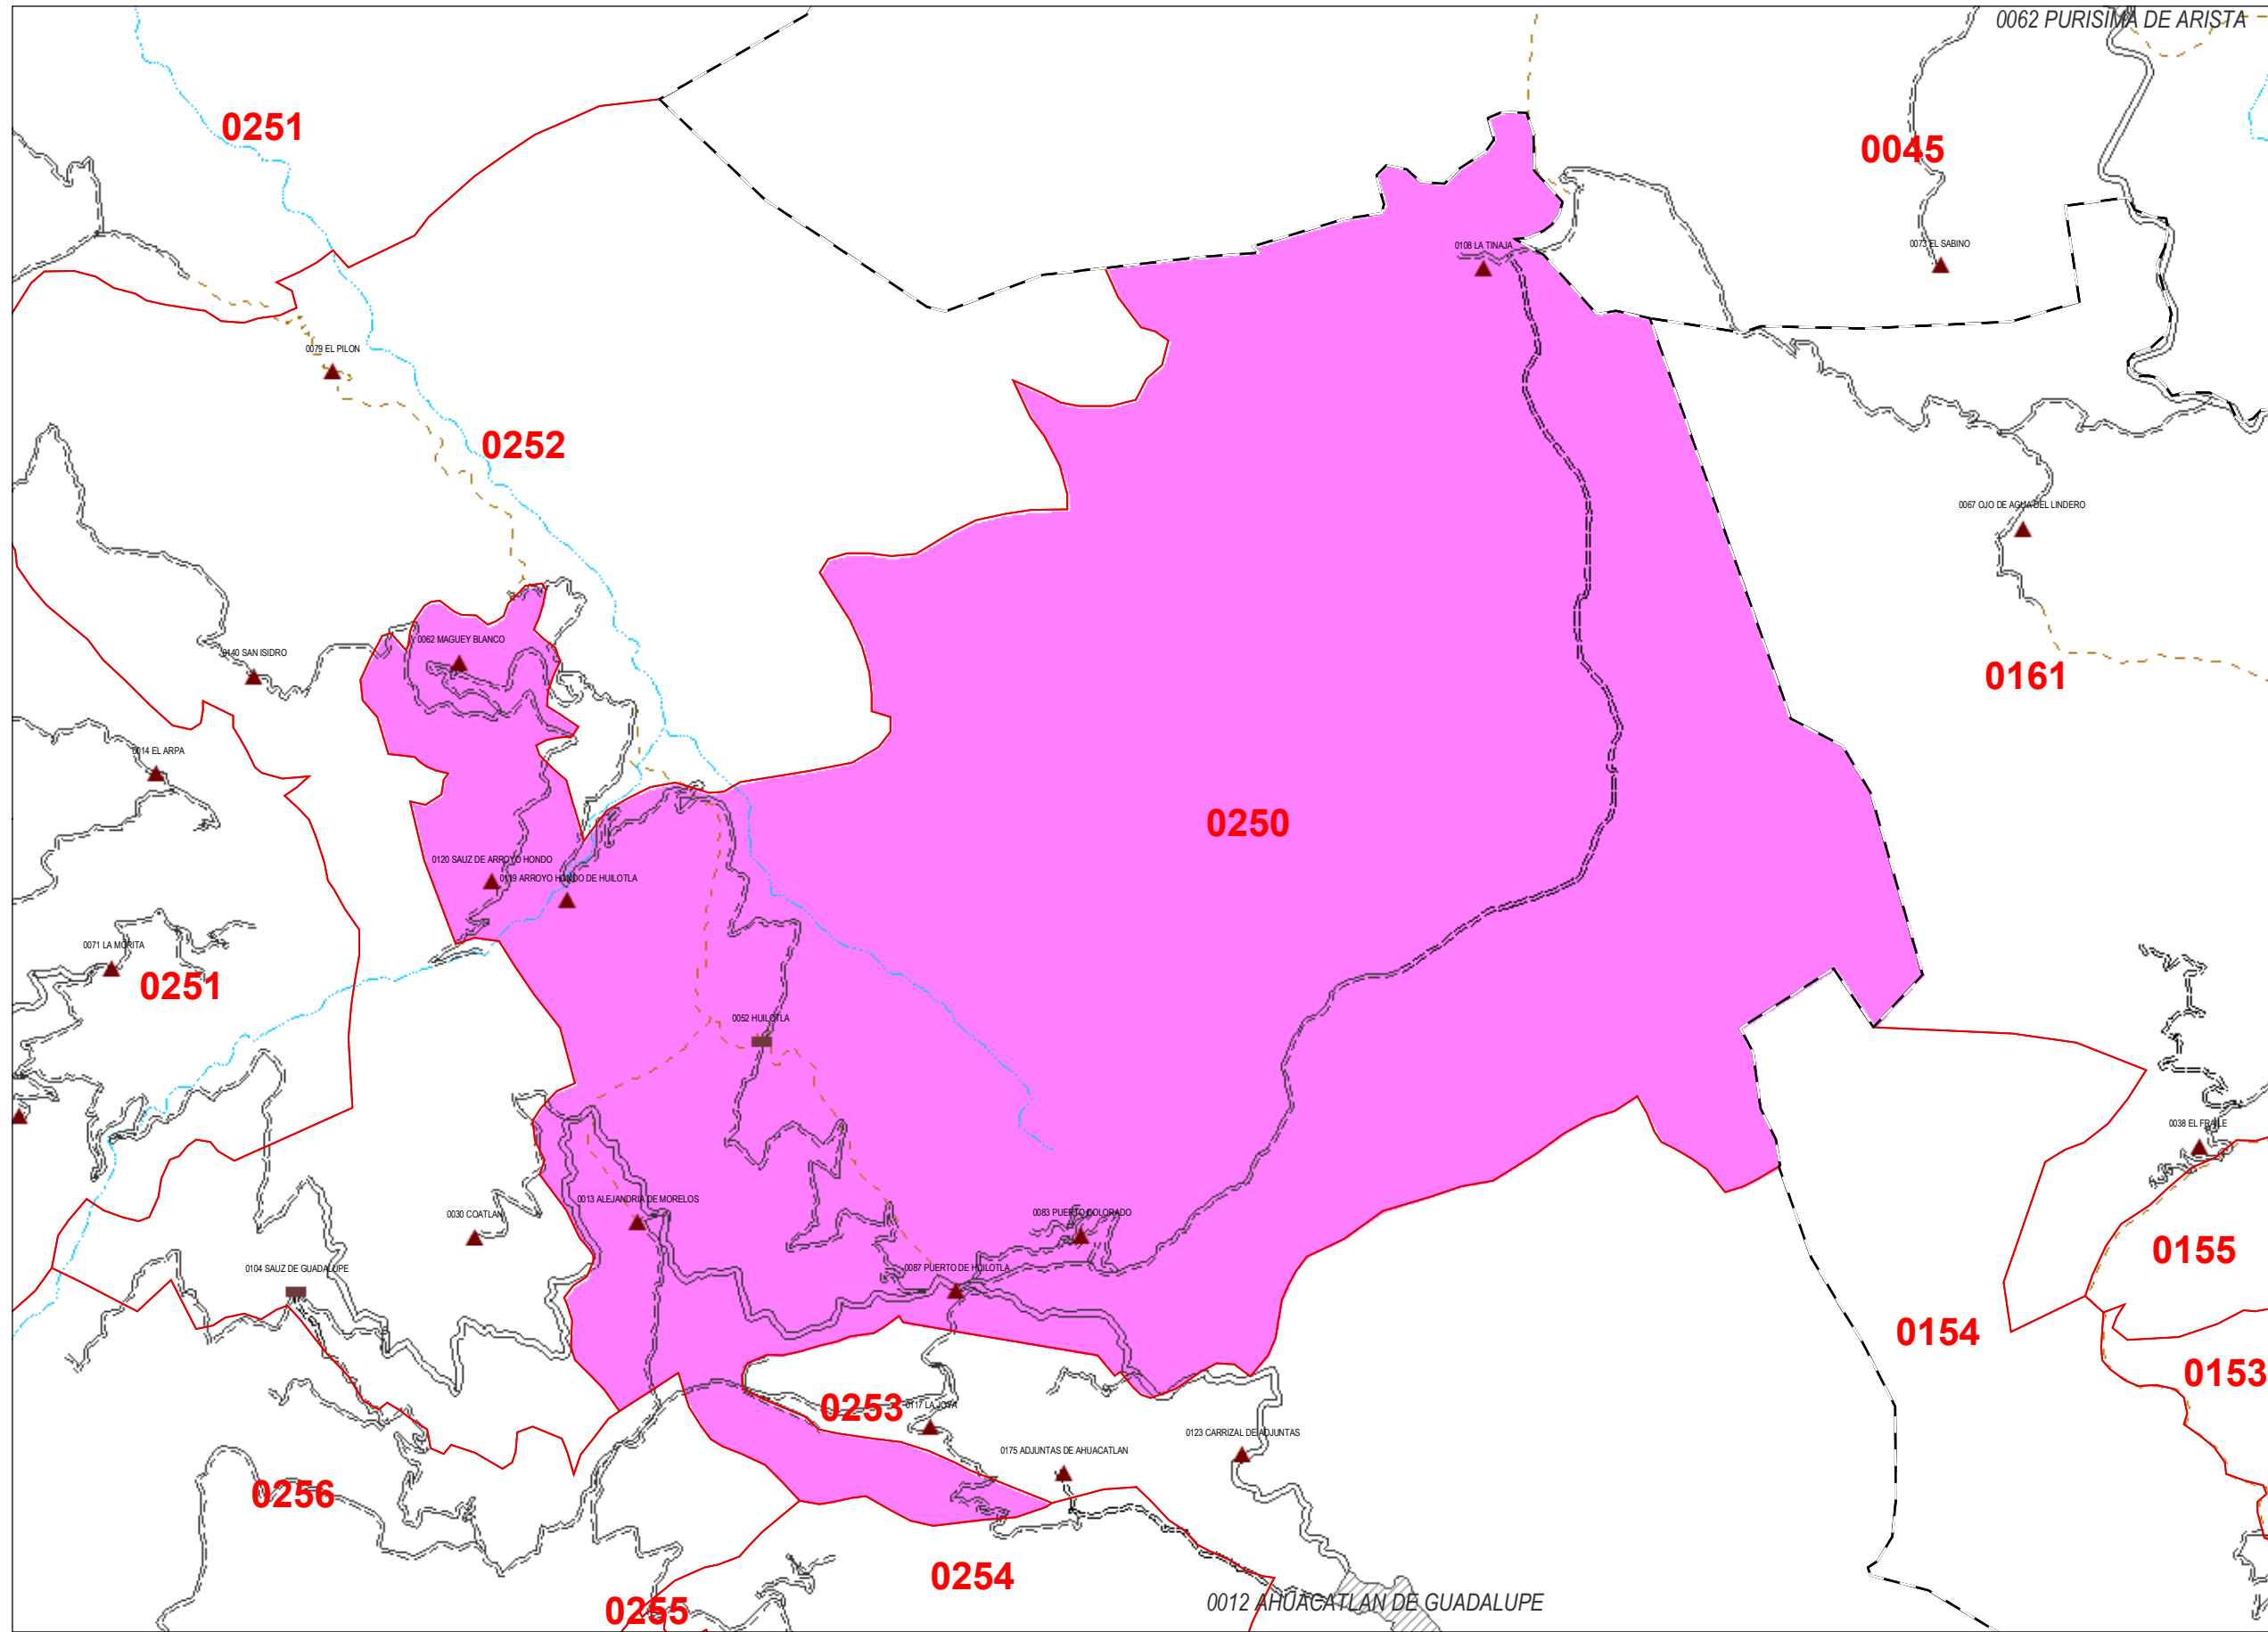 0062 PURISIMA DE ARISTA
0251
0045
0108 LA TINAJA
0073 EL SABINO
0079 EL PILON
0252
0067 OJO DE AGUA DEL LINDERO
0062 MAGUEY BLANCO
0140 SAN ISIDRO
0161
0014 EL ARPA
0250
0120 SAUZ DE ARROYO HONDO
0119 ARROYO HONDO DE HUILOTLA
0071 LA MORITA
0251
0052 HUILOTLA
0038 EL FRAILE
0013 ALEJANDRIA DE MORELOS
0030 COATLAN
0083 PUERTO COLORADO
0155
0104 SAUZ DE GUADALUPE
0087 PUERTO DE HUILOTLA
0154
0153
0253
0117 LA JOYA
0123 CARRIZAL DE ADJUNTAS
0175 ADJUNTAS DE AHUACATLAN
0256
0254
0012 AHUACATLAN DE GUADALUPE
0255